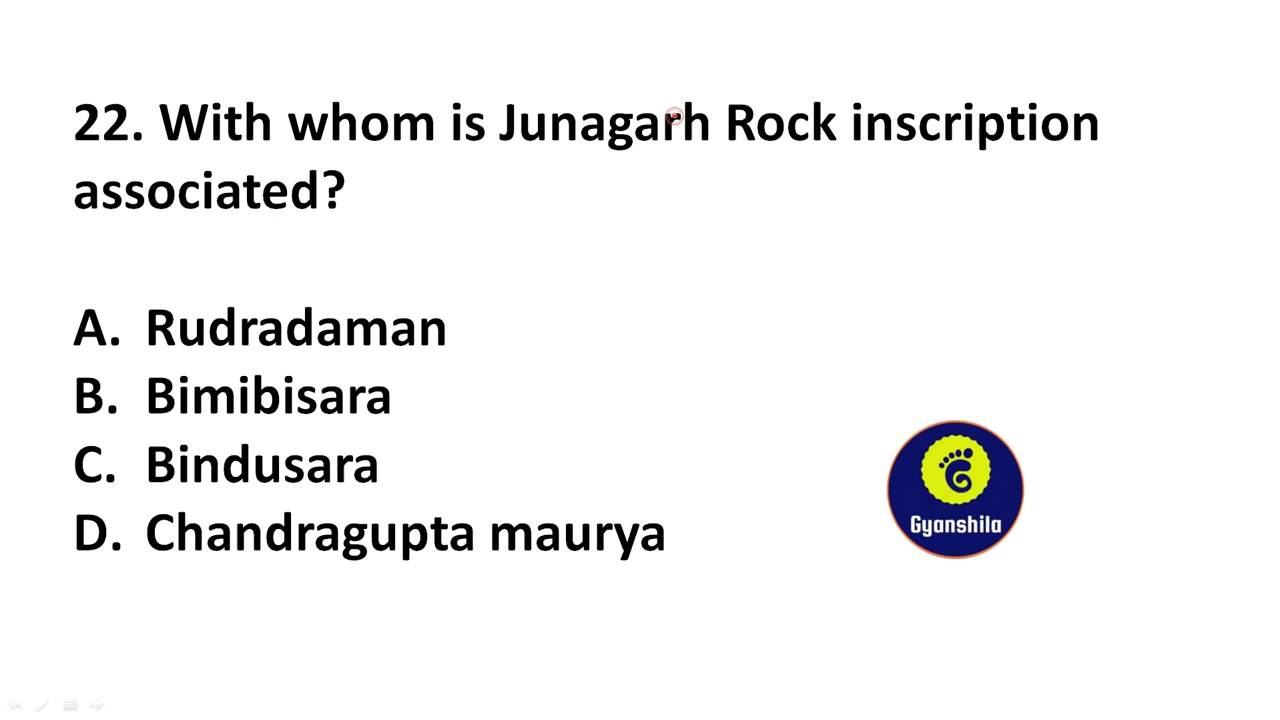 22. With whom is Junagarh Rock inscription
associated?
A. Rudradaman
B. Bimibisara
C. Bindusara
D. Chandragupta maurya
Gyanshila